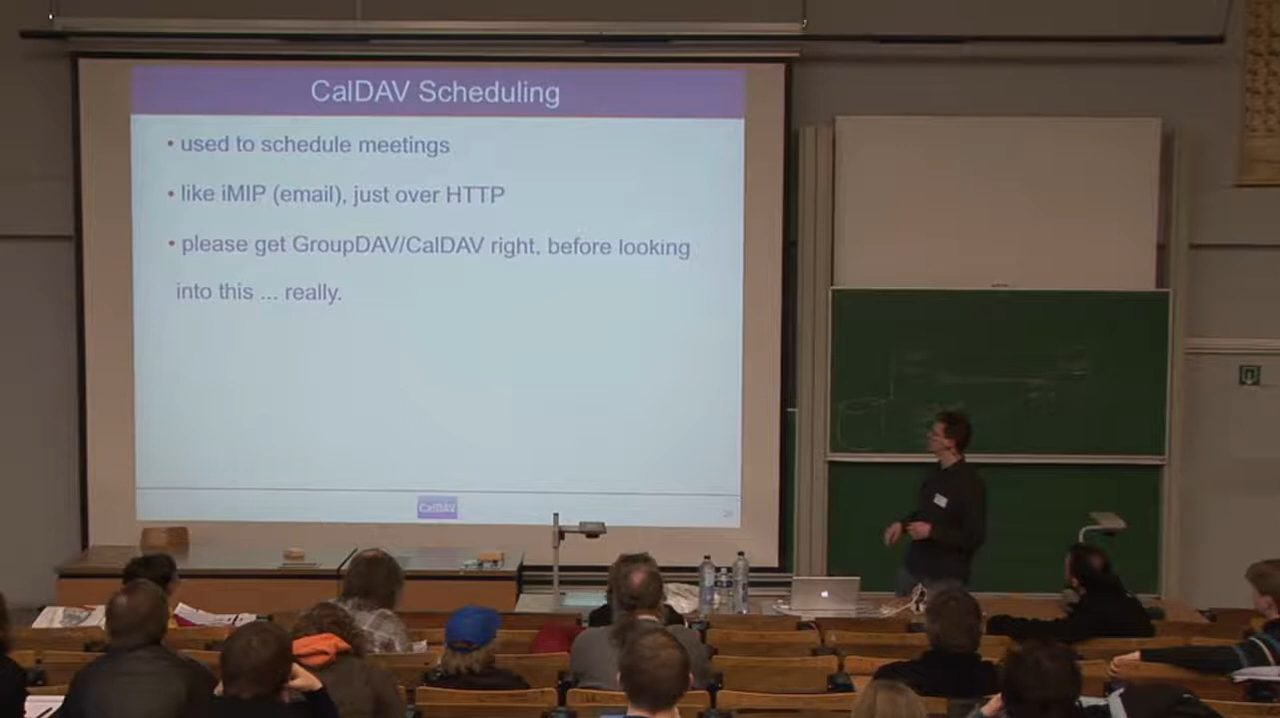 CalDAV Scheduling
• used to schedule meetings
• like iMIP (email), just over HTTP
• please get GroupDAV/CalDAV right, before looking
into this ... really.
CalDAV